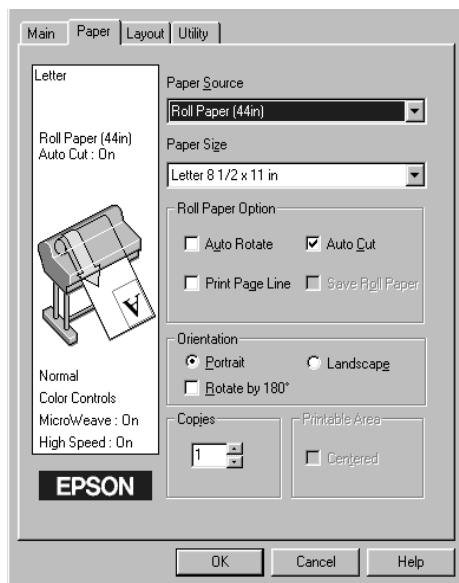 Main Paper Layout Utility
Letter
Roll Paper (44in)
Auto Cut : On
A
Normal
Color Controls
MicroWeave : On
High Speed : On
EPSON
Paper Source
Roll Paper (44in)
Paper Size
Letter 8 1/2 x 11 in
Roll Paper Option
Auto Rotate Auto Cut
Print Page Line Save Roll Paper
Orientation
Portrait Landscape
Rotate by 180°
Copies
1
Printable Area
Centered
OK Cancel Help